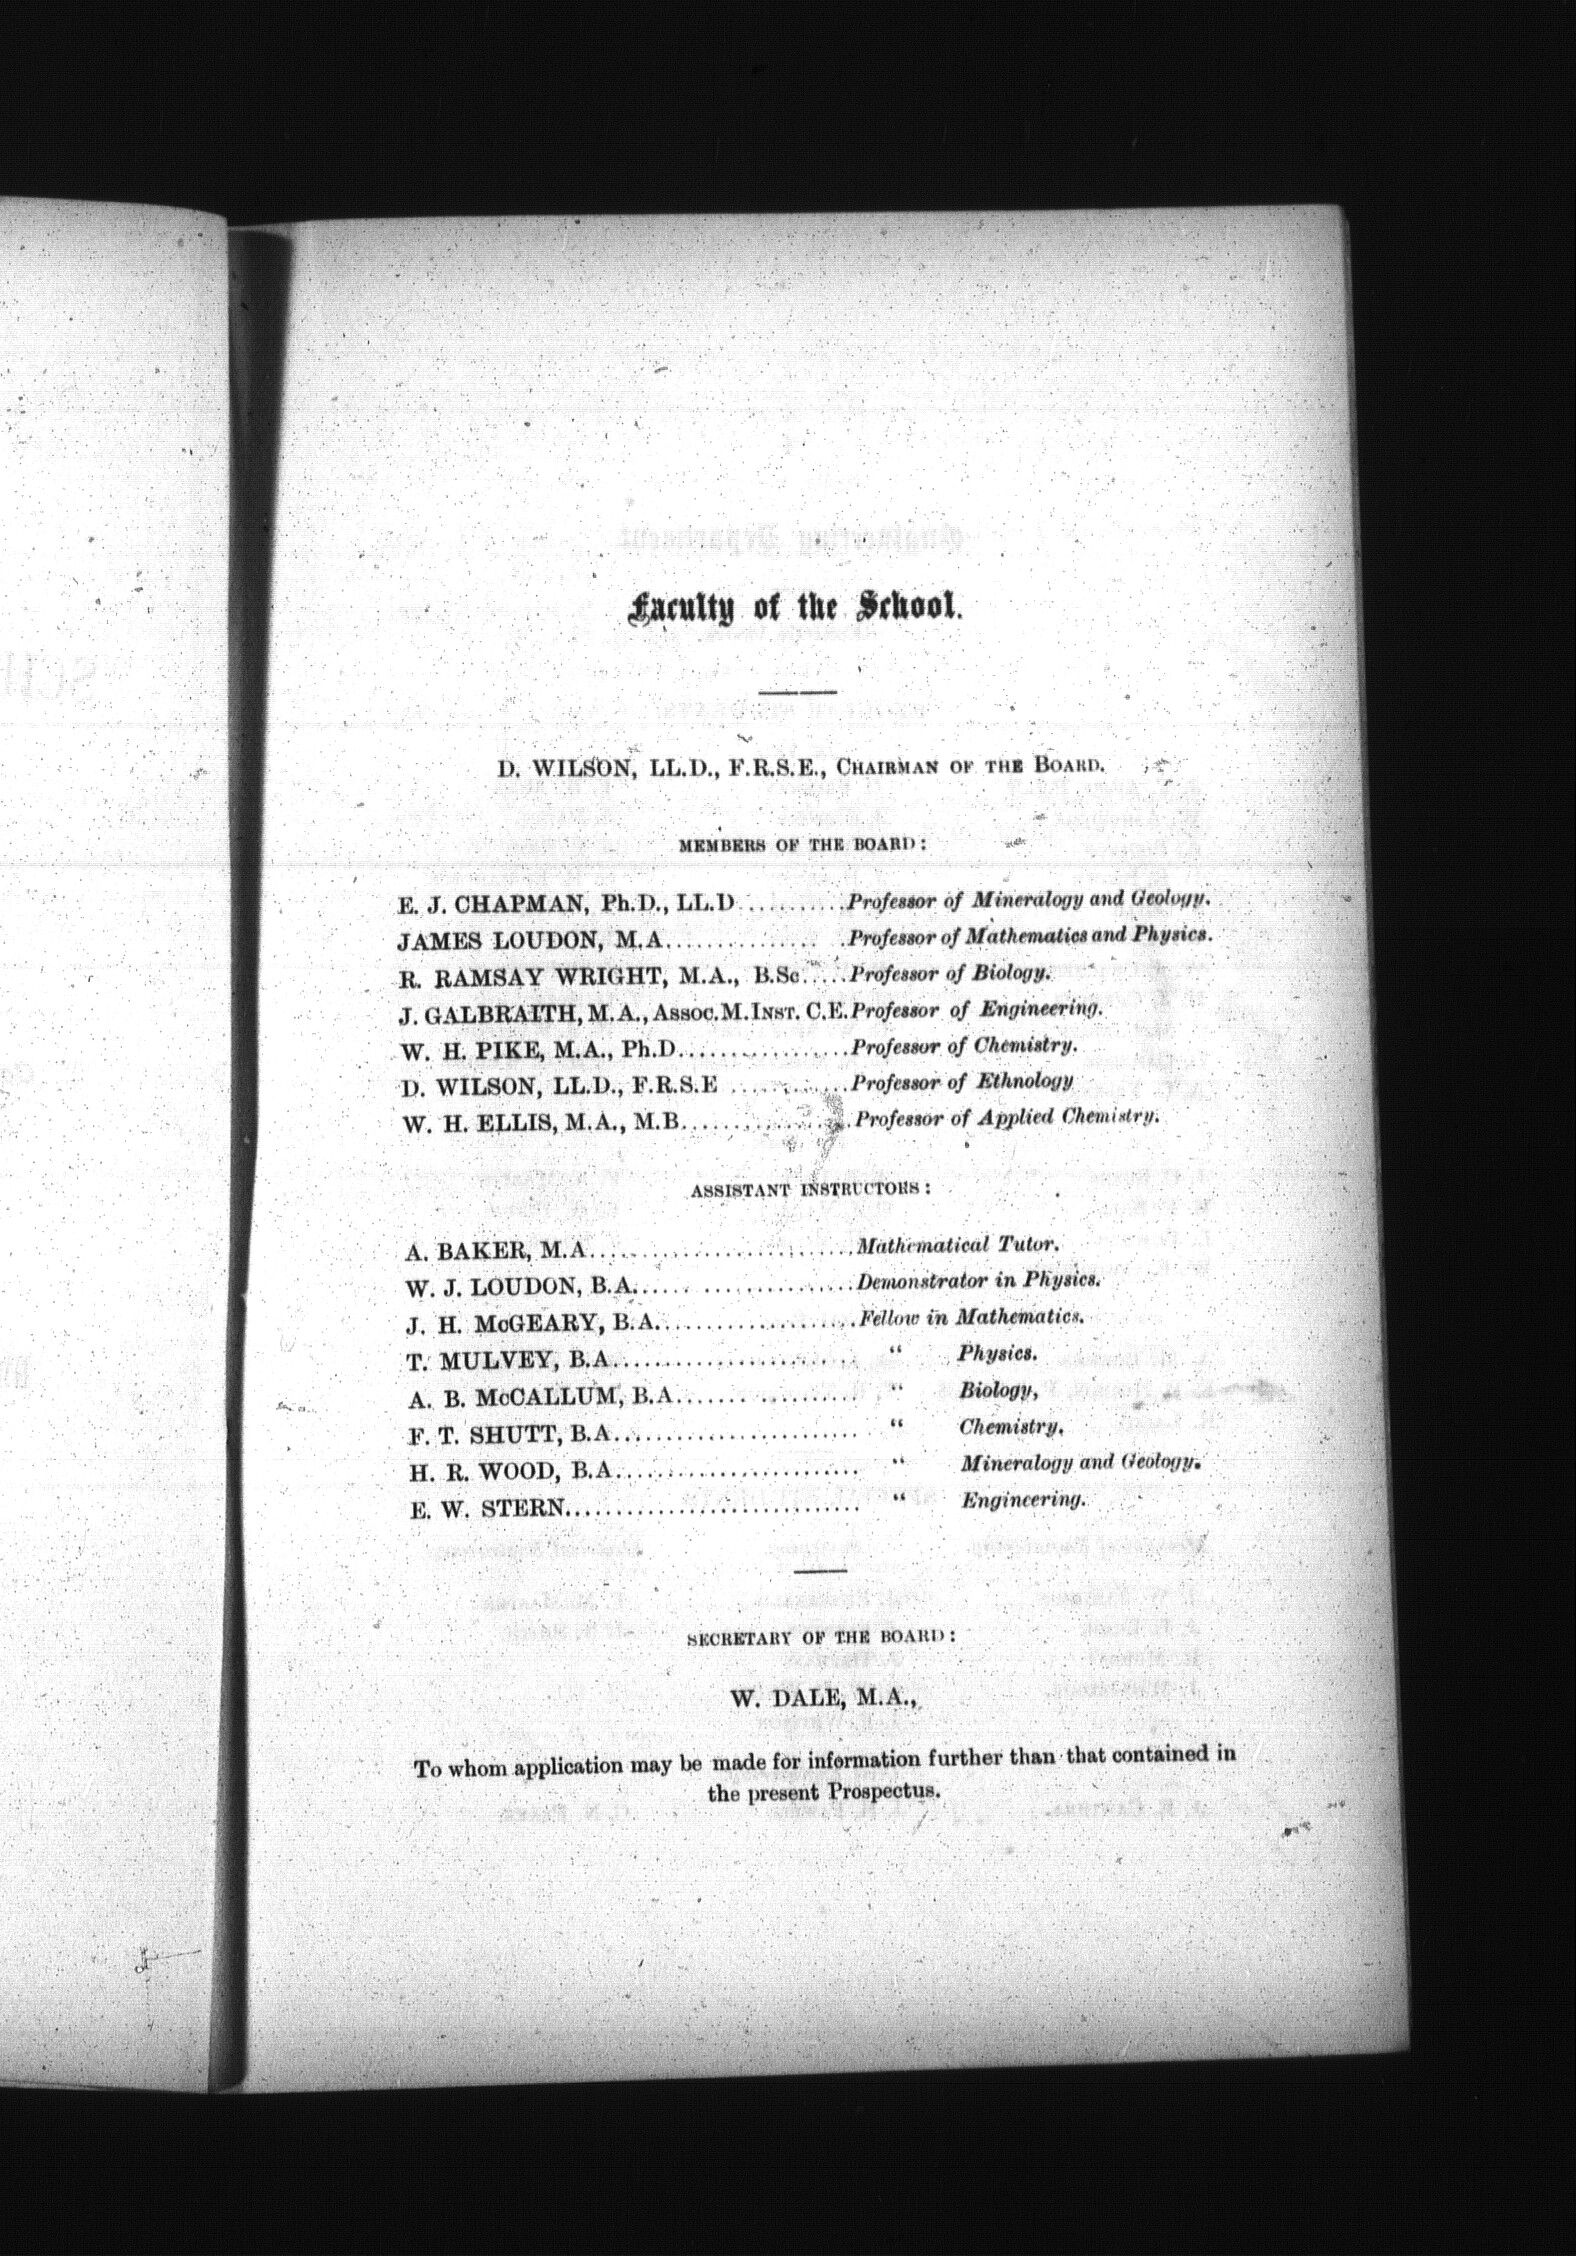 Faculty of the School.
D. WILSON, LL.D., F.R.S.E., CHAIRMAN OF THE BOARD.
MEMBERS OF THE BOARD:
E. J. CHAPMAN, Ph.D., LL.D...........Professor of Mineralogy and Geology.
JAMES LOUDON, M.A................Professor of Mathematics and Physics.
R. RAMSAY WRIGHT, M.A., B.Sc.....Professor of Biology.
J. GALBRAITH, M.A., ASSOC.M.INST. C.E.Professor of Engineering.
W. H. PIKE, M.A., Ph.D.................Professor of Chemistry.
D. WILSON, LL.D., F.R.S.E ............Professor of Ethnology
W. H. ELLIS, M.A., M.B.................Professor of Applied Chemistry.
ASSISTANT INSTRUCTORS:
A. BAKER, M.A..........................Mathematical Tutor.
W. J. LOUDON, B.A...... ...............Demonstrator in Physics.
J. H. McGEARY, B.A....................Fellow in Mathematics.
T. MULVEY, B.A........................ “ Physics.
A. B. McCALLUM, B.A....... .......... “ Biology,
F. T. SHUTT, B.A........................ “ Chemistry.
H. R. WOOD, B.A........................ “ Mineralogy and Geology.
E. W. STERN............................. “ Engineering.
SECRETARY OF THE BOARD:
W. DALE, M.A.,
To whom application may be made for information further than that contained in
the present Prospectus.